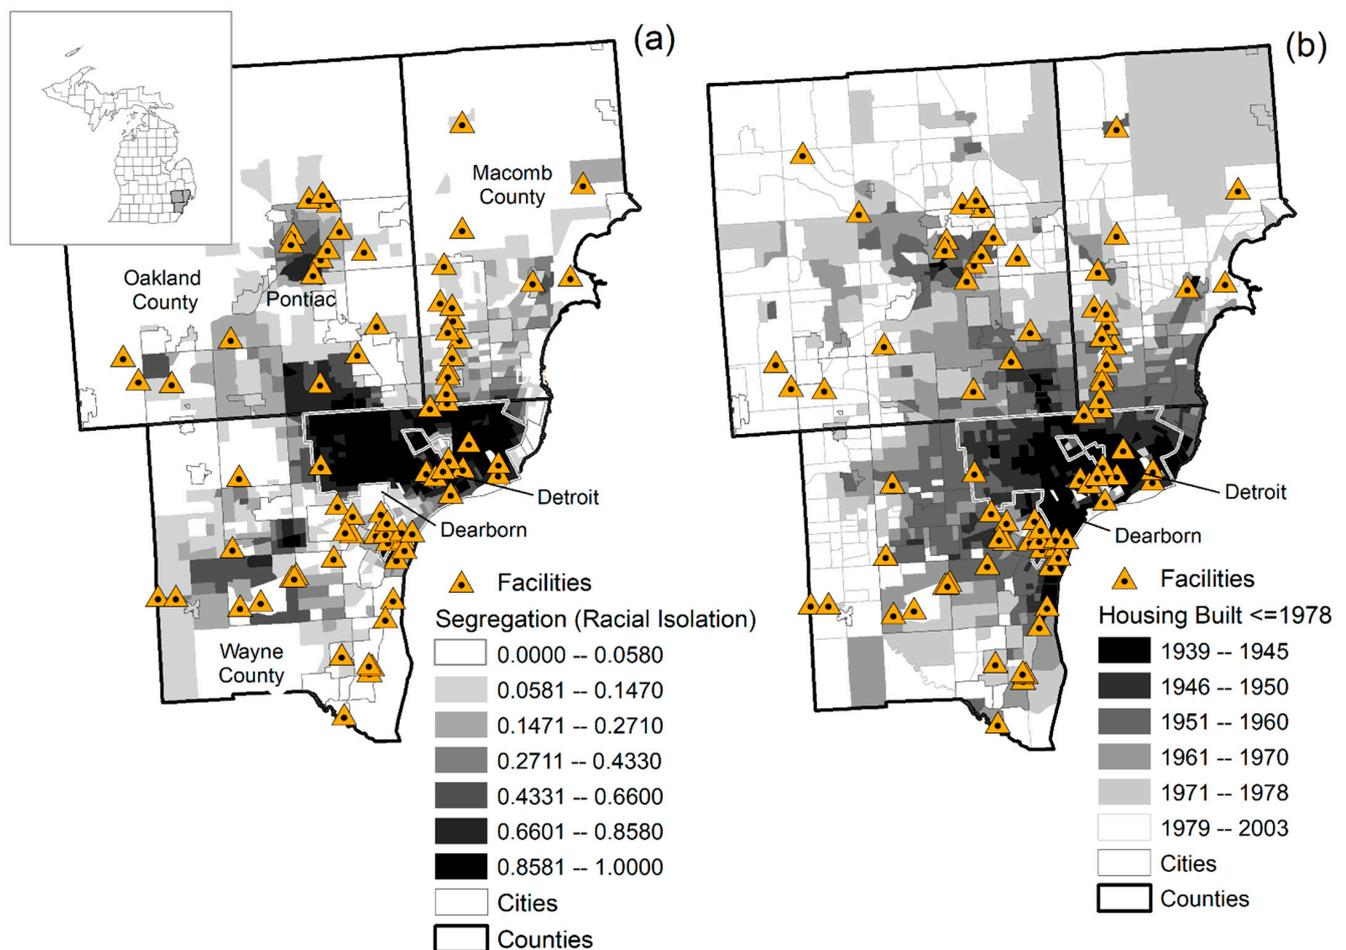 (a)
Macomb
County
Oakland
County
Pontiac
Detroit
Dearborn
Wayne
County
Facilities
Segregation (Racial Isolation)
0.0000 -- 0.0580
0.0581 -- 0.1470
0.1471 -- 0.2710
0.2711 -- 0.4330
0.4331 -- 0.6600
0.6601 -- 0.8580
0.8581 -- 1.0000
Cities
Counties
(b)
Detroit
Dearborn
Facilities
Housing Built <=1978
1939 -- 1945
1946 -- 1950
1951 -- 1960
1961 -- 1970
1971 -- 1978
1979 -- 2003
Cities
Counties